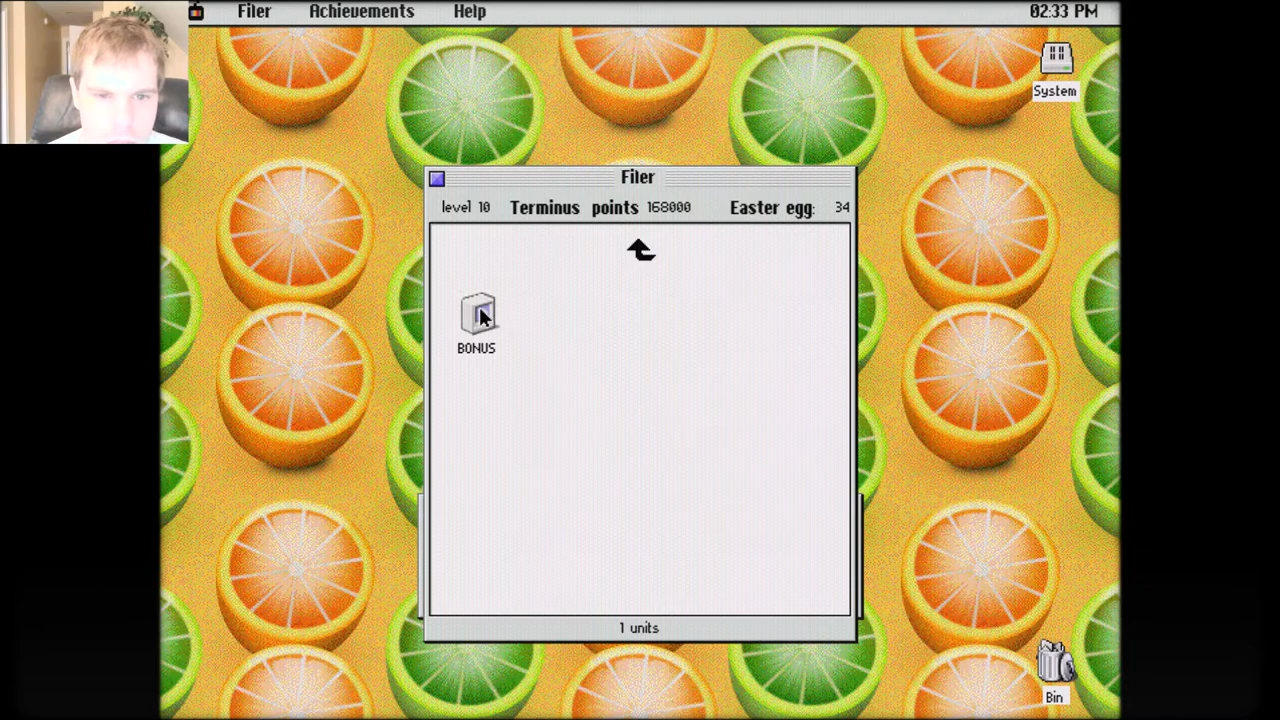 Filer Achievements Help 02:33 PM
System
Filer
level 10 Terminus points 168000 Easter egg: 34
BONUS
1 units
Bin